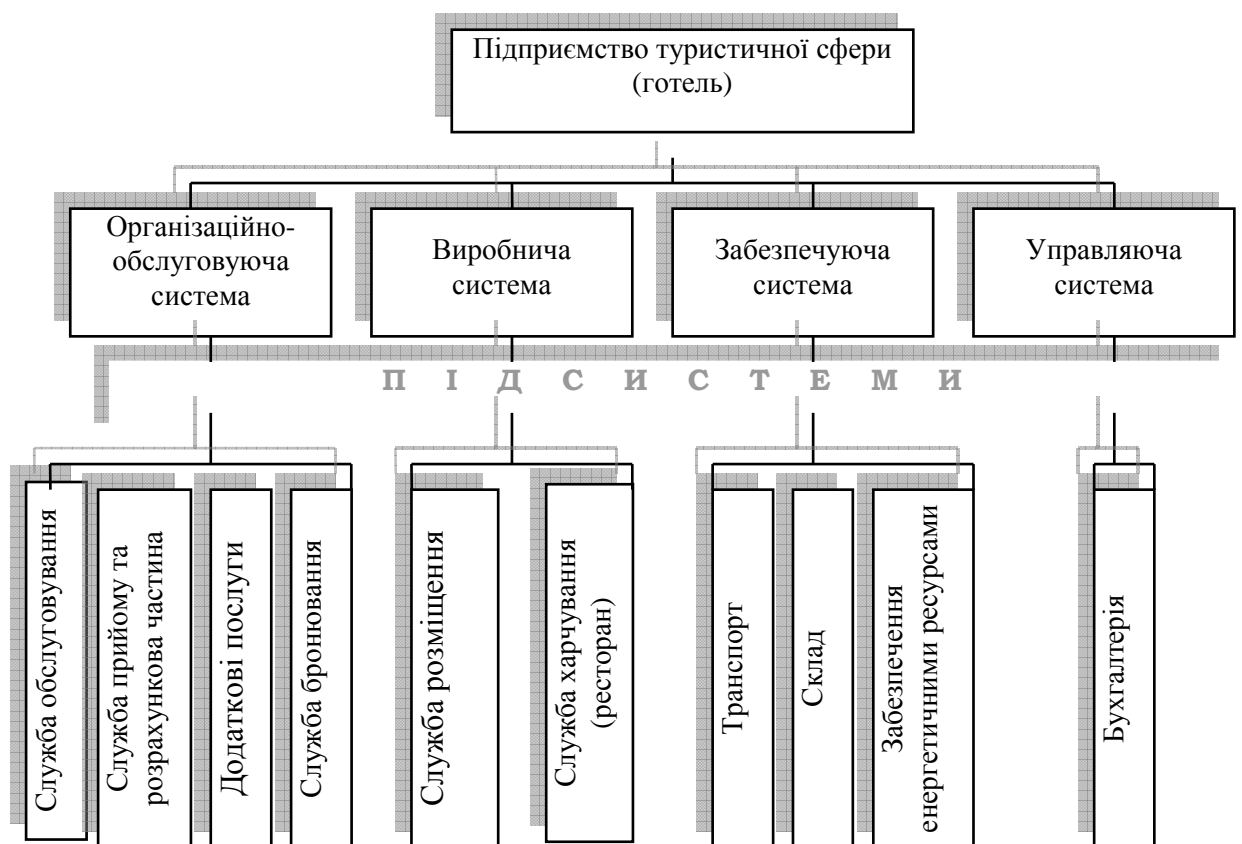 Підприємство туристичної сфери
(готель)
Організаційно-
обслуговуюча
система
Виробнича
система
Забезпечуюча
система
Управляюча
система
П І Д С И С Т Е М И
Служба обслуговування
Служба прийому та
розрахункова частина
Додаткові послуги
Служба бронювання
Служба розміщення
Служба харчування
(ресторан)
Транспорт
Склад
Забезпечення
енергетичними ресурсами
Бухгалтерія